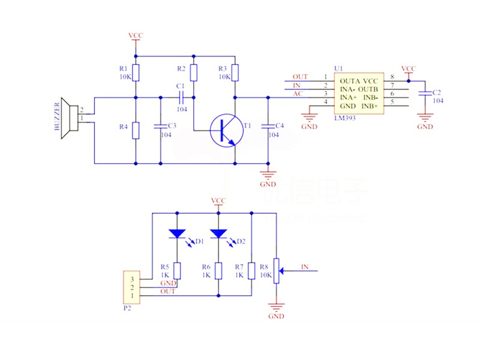 VCC
R1
10K
R2
R3
10K
C1
104
BUZZER
2
1
R4
C3
104
T1
C4
104
GND
U1
OUT 1 OUTA VCC 8 VCC
IN 2 INA- OUTB 7
AC 3 INA+ INB- 6
4 GND INB+ 5
GND
LM393
C2
104
GND
VCC
D1
D2
R5
1K
R6
1K
R7
1K
R8
10K
IN
3
2 GND
1 OUT
P2
GND